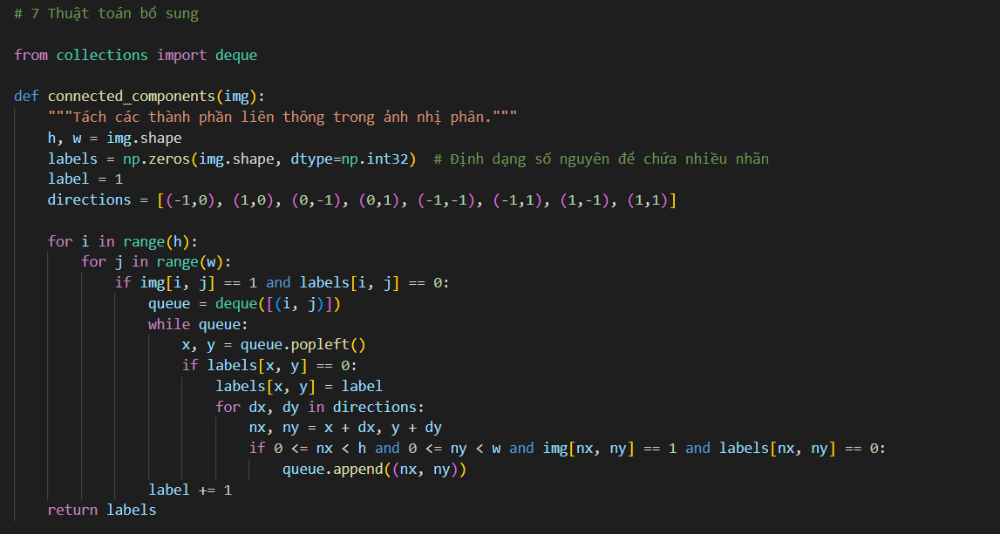 # 7 Thuật toán bổ sung
from collections import deque
def connected_components(img):
"""Tách các thành phần liên thông trong ảnh nhị phân."""
h, w = img.shape
labels = np.zeros(img.shape, dtype=np.int32)  # Định dạng số nguyên để chứa nhiều nhãn
label = 1
directions = [(-1,0), (1,0), (0,-1), (0,1), (-1,-1), (-1,1), (1,-1), (1,1)]
for i in range(h):
for j in range(w):
if img[i, j] == 1 and labels[i, j] == 0:
queue = deque([(i, j)])
while queue:
x, y = queue.popleft()
if labels[x, y] == 0:
labels[x, y] = label
for dx, dy in directions:
nx, ny = x + dx, y + dy
if 0 <= nx < h and 0 <= ny < w and img[nx, ny] == 1 and labels[nx, ny] == 0:
queue.append((nx, ny))
label += 1
return labels